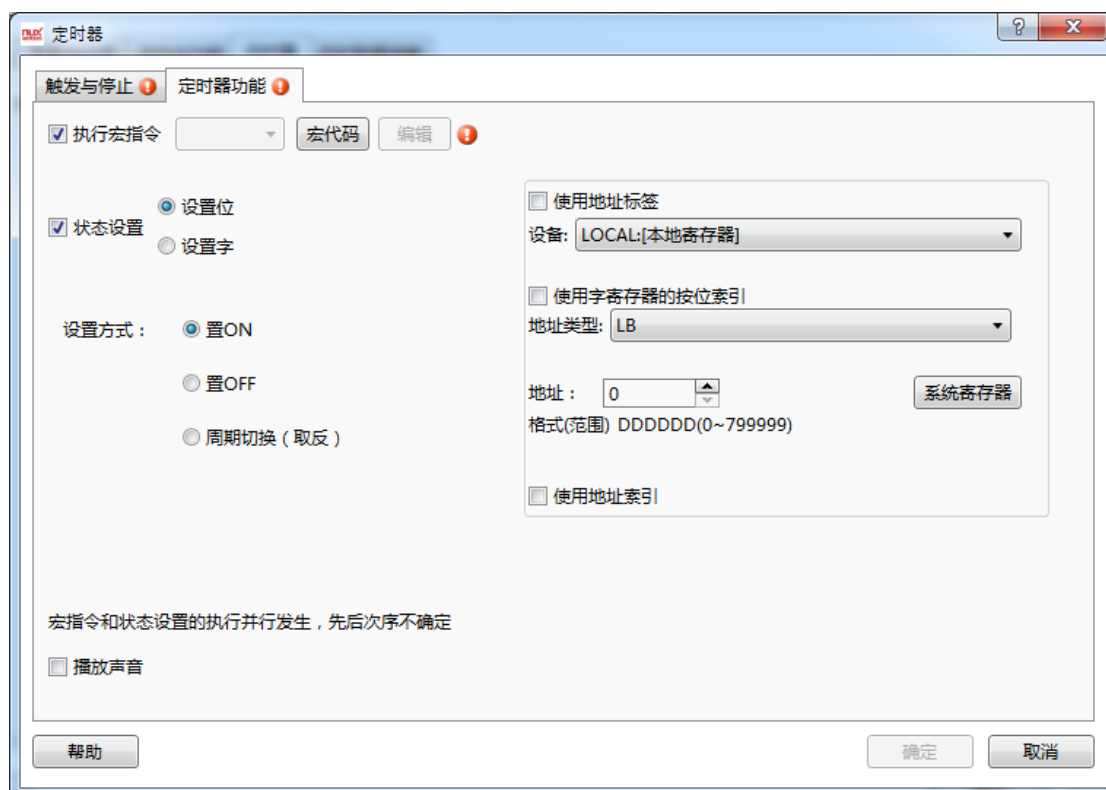 定时器
触发与停止 定时器功能
执行宏指令 宏代码 编辑
设置位
状态设置
设置字
设置方式：
置ON
置OFF
周期切换（取反）
使用地址标签
设备: LOCAL:[本地寄存器]
使用字寄存器的按位索引
地址类型: LB
地址： 0 系统寄存器
格式(范围) DDDDDD(0~799999)
使用地址索引
宏指令和状态设置的执行并行发生，先后次序不确定
播放声音
帮助 确定 取消